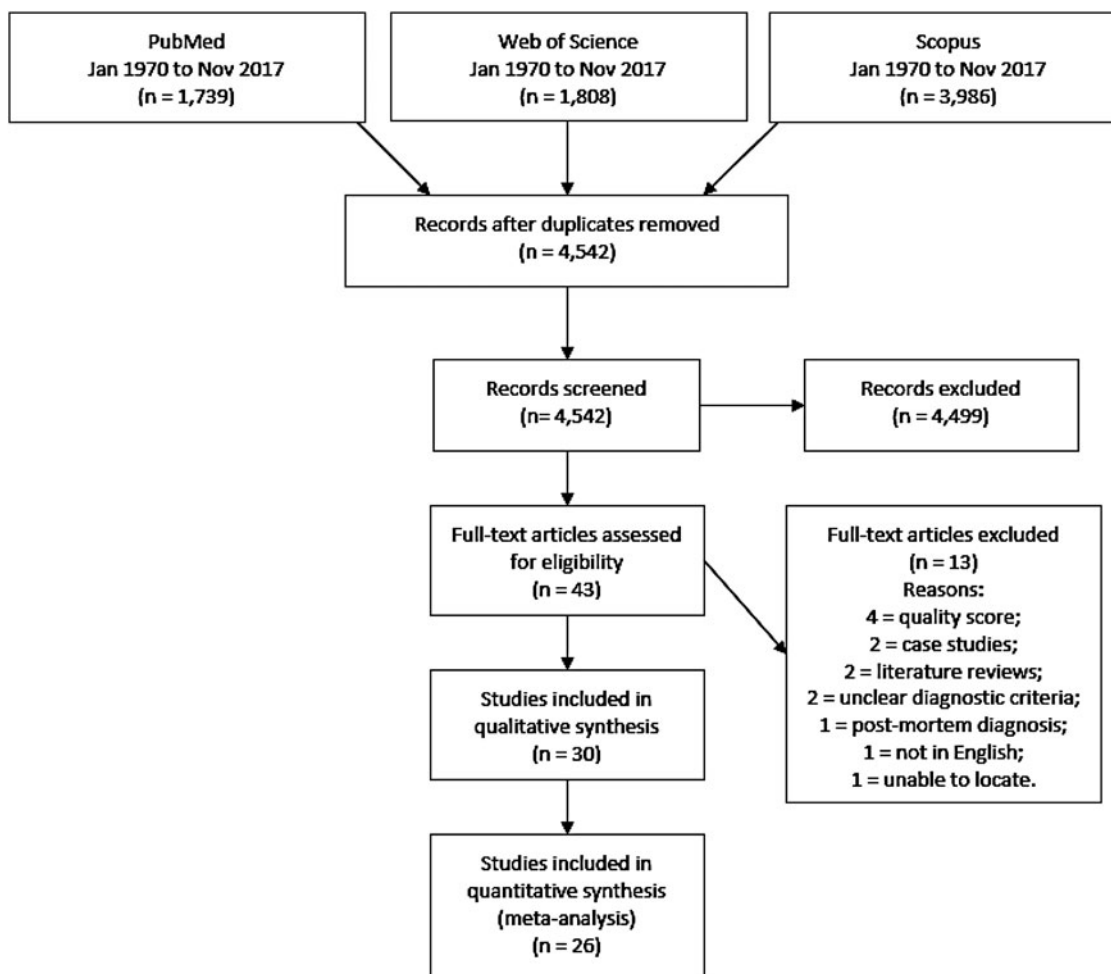 PubMed
Jan 1970 to Nov 2017
(n = 1,739)
Web of Science
Jan 1970 to Nov 2017
(n = 1,808)
Scopus
Jan 1970 to Nov 2017
(n = 3,986)
Records after duplicates removed
(n = 4,542)
Records screened
(n= 4,542)
Records excluded
(n = 4,499)
Full-text articles assessed
for eligibility
(n = 43)
Full-text articles excluded
(n = 13)
Reasons:
4 = quality score;
2 = case studies;
2 = literature reviews;
2 = unclear diagnostic criteria;
1 = post-mortem diagnosis;
1 = not in English;
1 = unable to locate.
Studies included in
qualitative synthesis
(n = 30)
Studies included in
quantitative synthesis
(meta-analysis)
(n = 26)